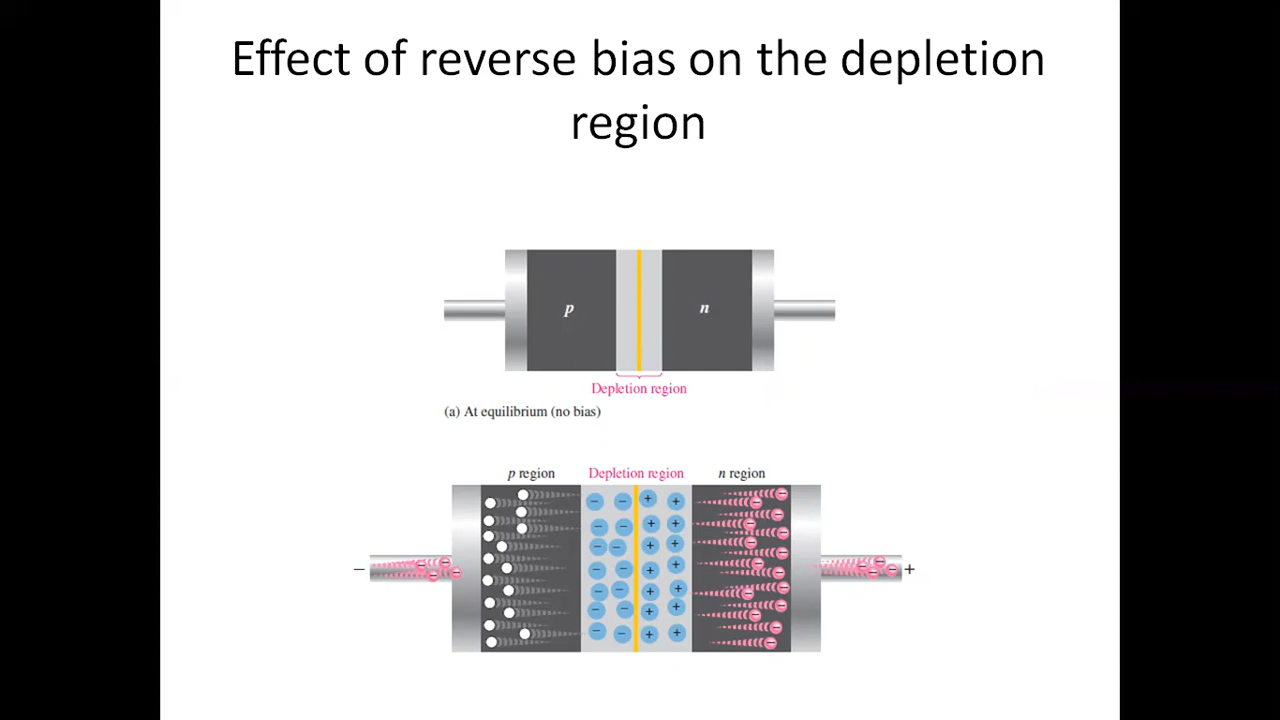 Effect of reverse bias on the depletion
region
p
n
Depletion region
(a) At equilibrium (no bias)
p region
Depletion region
n region
−
+